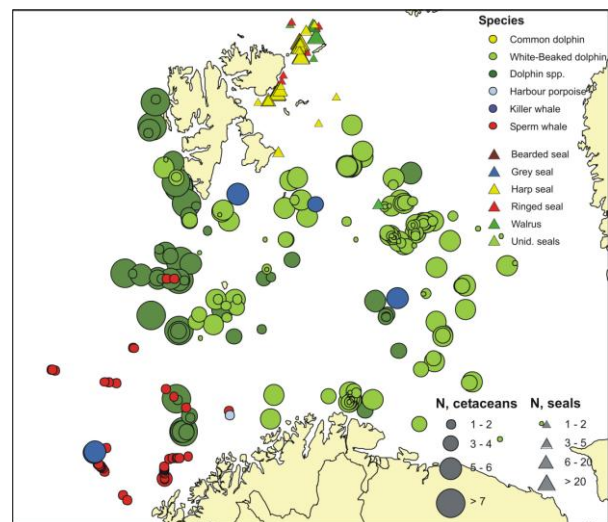 Species
Common dolphin
White-Beaked dolphin
Dolphin spp.
Harbour porpoise
Killer whale
Sperm whale
Bearded seal
Grey seal
Harp seal
Ringed seal
Walrus
Unid. seals
N, cetaceans
1 - 2
3 - 4
5 - 6
> 7
N, seals
1 - 2
3 - 5
6 - 20
> 20